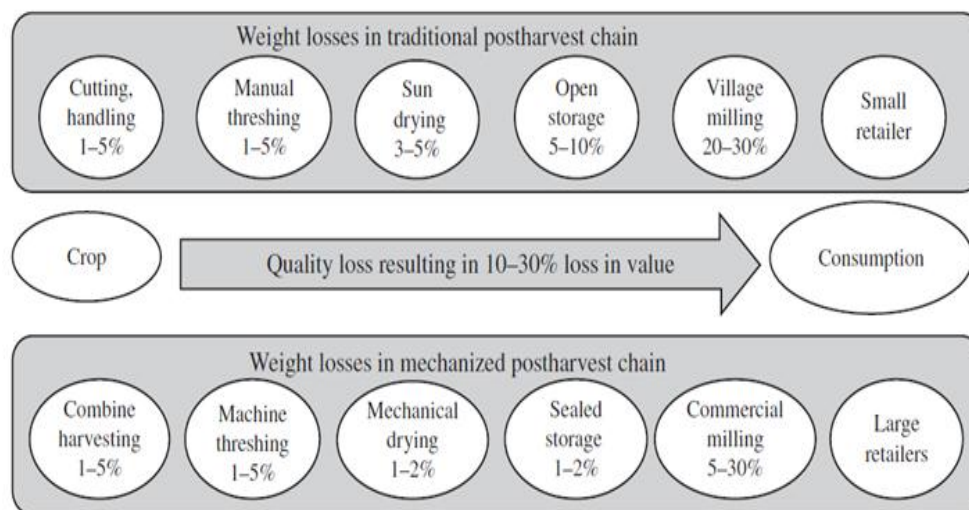 Weight losses in traditional postharvest chain
Cutting,
handling
1–5%
Manual
threshing
1–5%
Sun
drying
3–5%
Open
storage
5–10%
Village
milling
20–30%
Small
retailer
Crop
Quality loss resulting in 10–30% loss in value
Consumption
Weight losses in mechanized postharvest chain
Combine
harvesting
1–5%
Machine
threshing
1–5%
Mechanical
drying
1–2%
Sealed
storage
1–2%
Commercial
milling
5–30%
Large
retailers